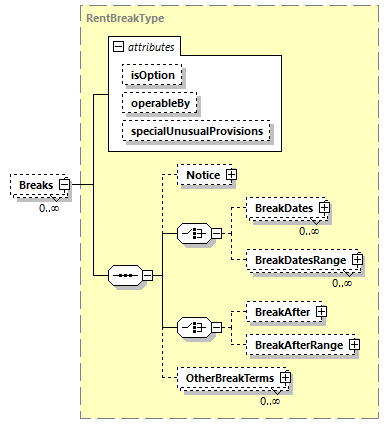 RentBreakType
attributes
isOption
operableBy
specialUnusualProvisions
Breaks
0..∞
Notice
BreakDates
0..∞
BreakDatesRange
0..∞
BreakAfter
BreakAfterRange
OtherBreakTerms
0..∞